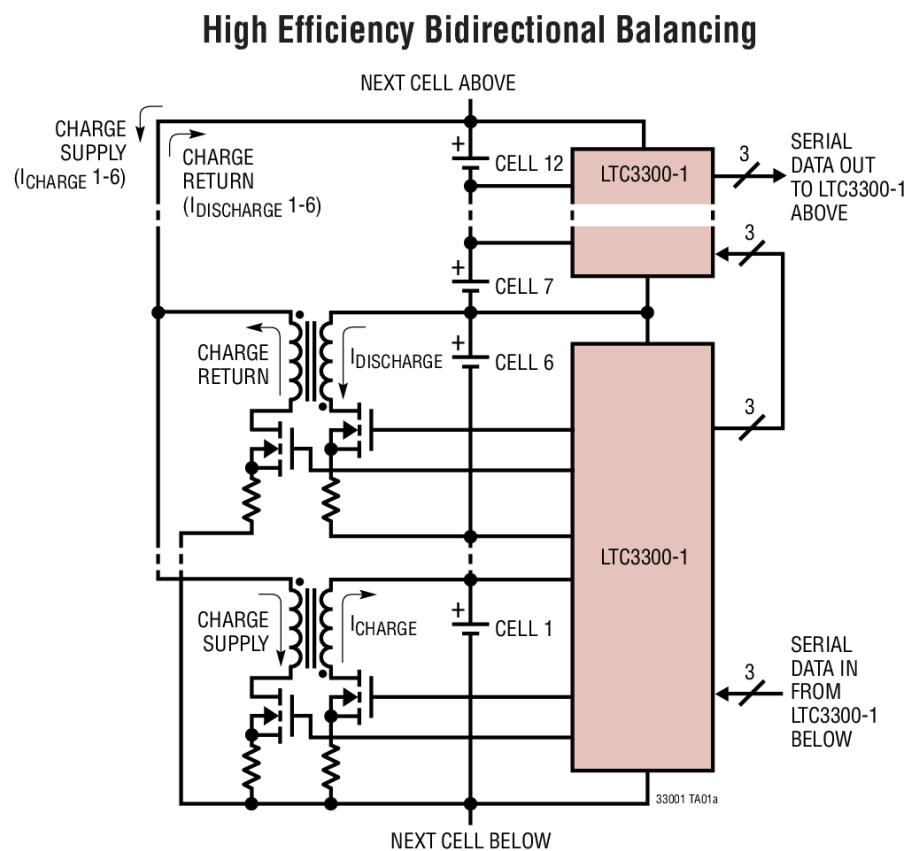 High Efficiency Bidirectional Balancing
NEXT CELL ABOVE
CHARGE
SUPPLY
(ICHARGE 1-6)
CHARGE
RETURN
(IDISCHARGE 1-6)
+
CELL 12
LTC3300-1
3
SERIAL
DATA OUT
TO LTC3300-1
ABOVE
+
CELL 7
3
CHARGE
RETURN
IDISCHARGE
+
CELL 6
3
LTC3300-1
CHARGE
SUPPLY
ICHARGE
+
CELL 1
3
SERIAL
DATA IN
FROM
LTC3300-1
BELOW
33001 TA01a
NEXT CELL BELOW